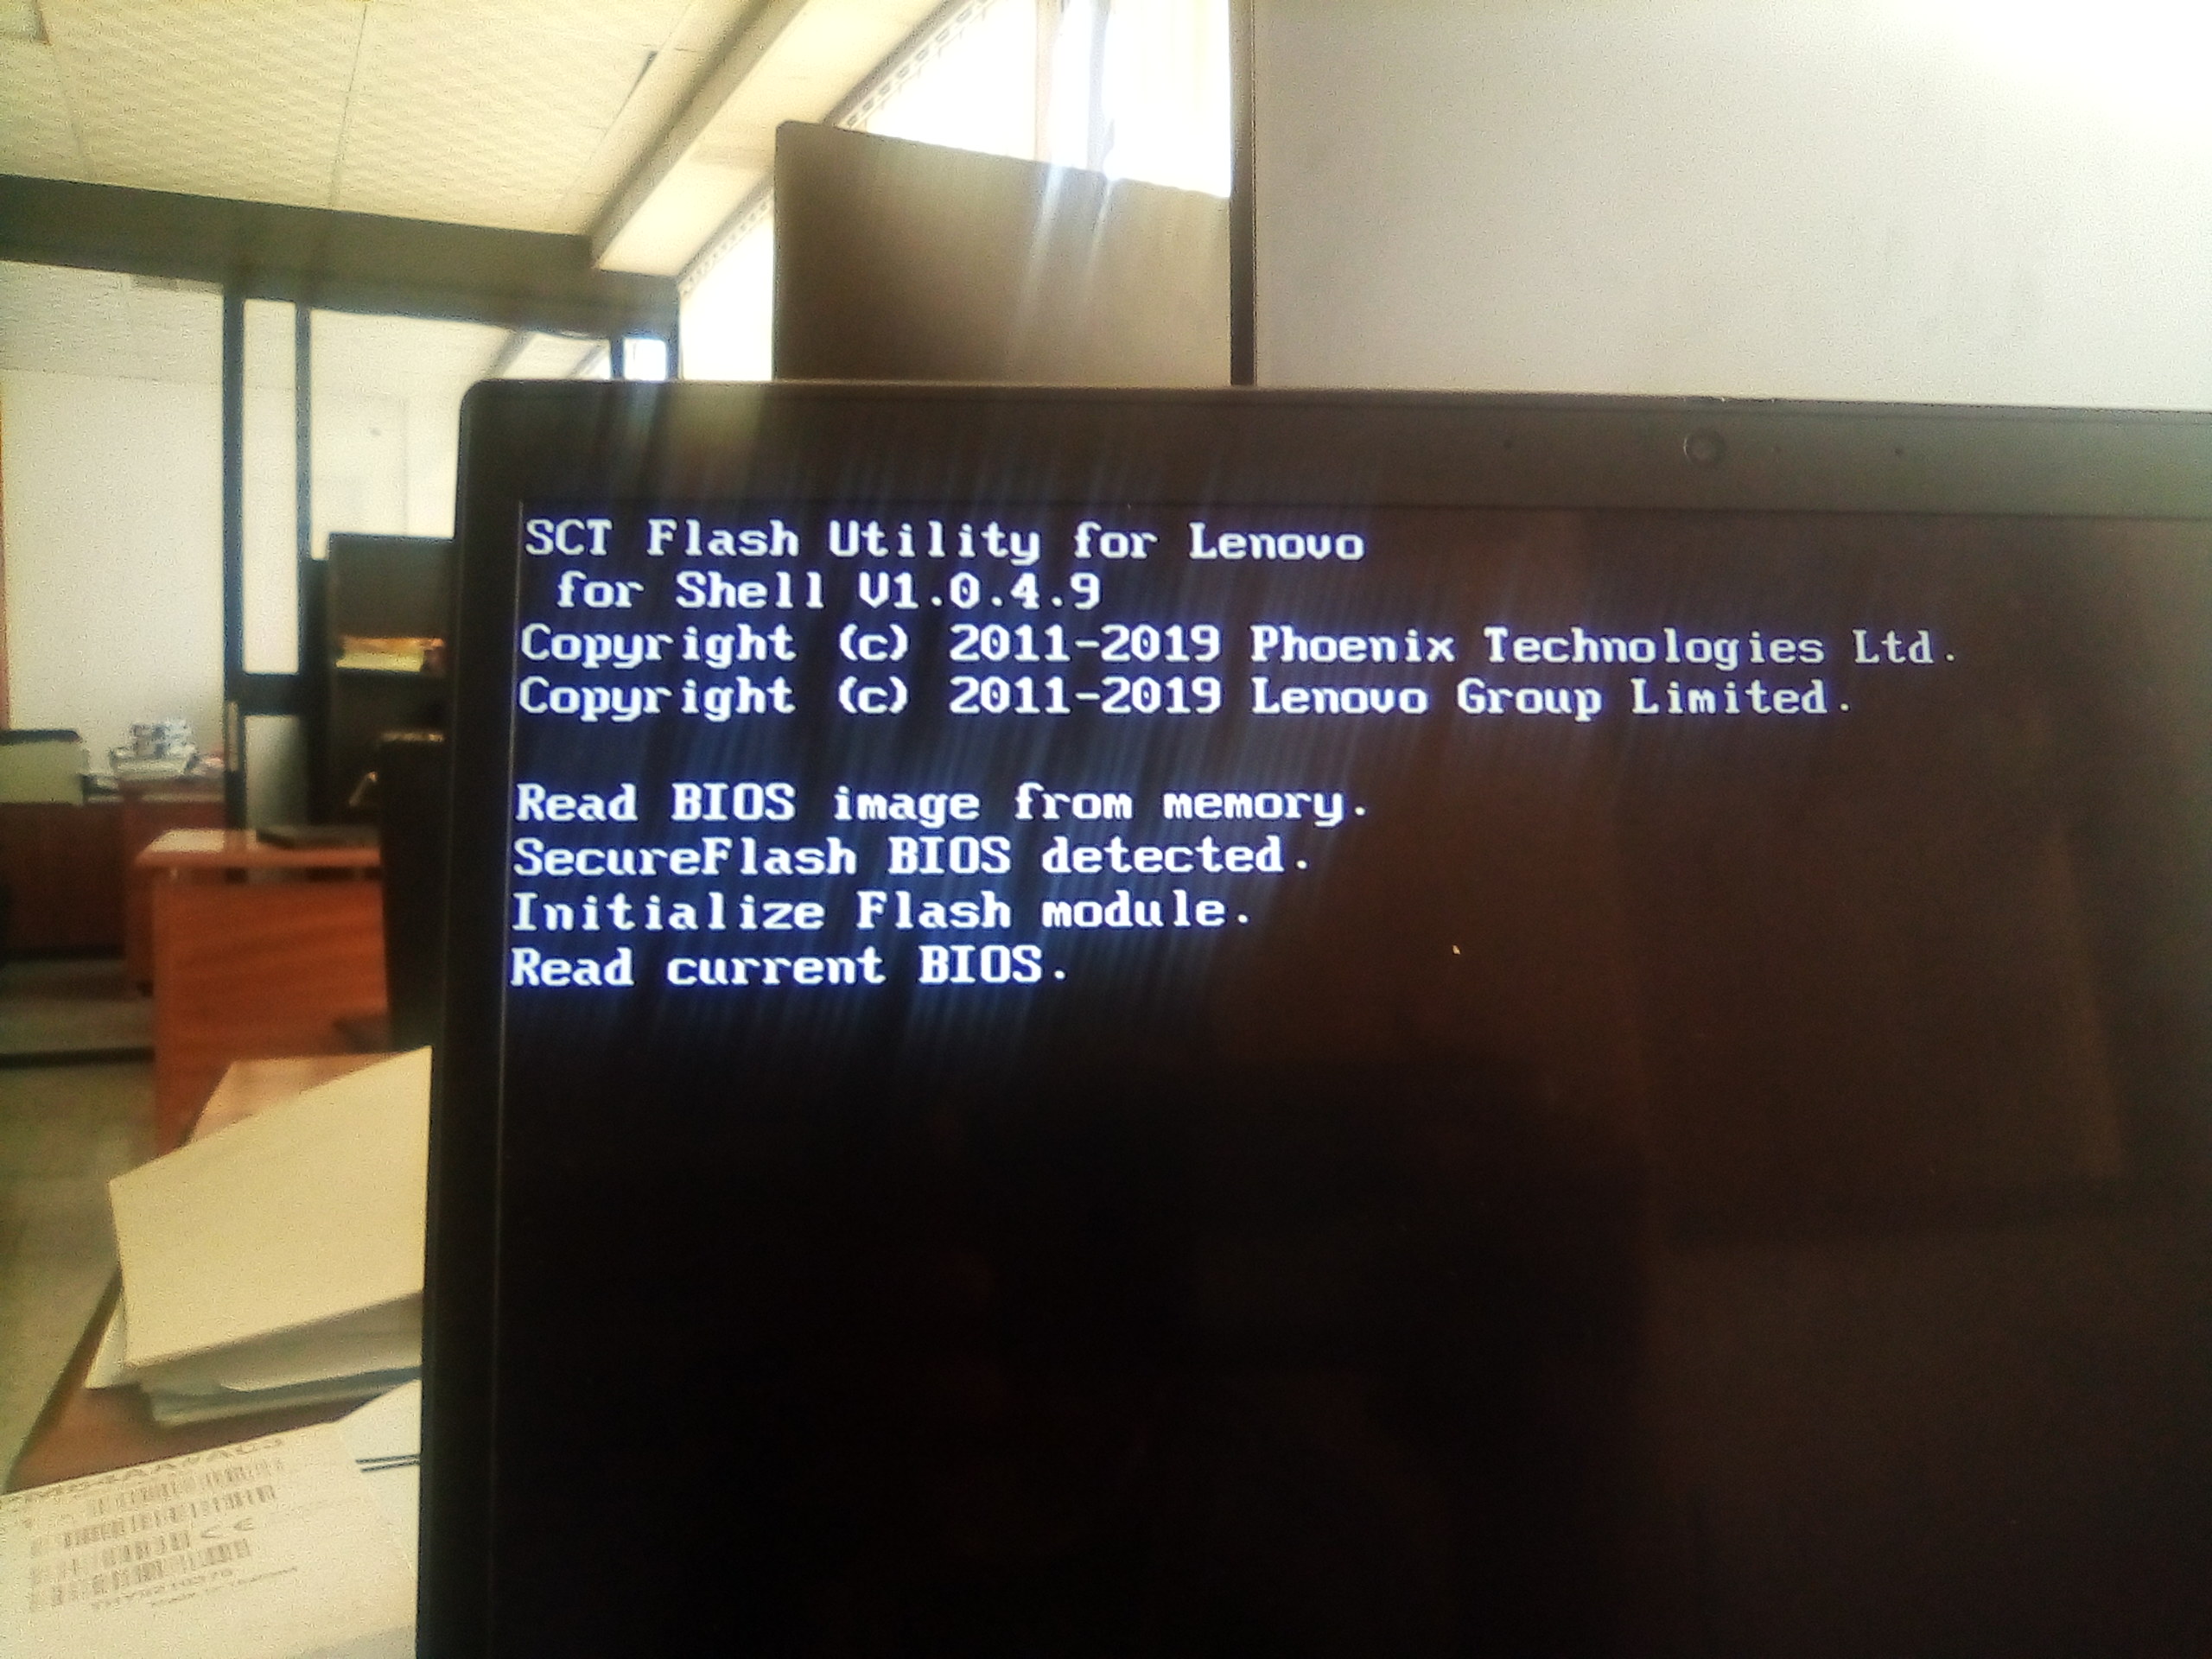 SCT Flash Utility for Lenovo
for Shell V1.0.4.9
Copyright (c) 2011-2019 Phoenix Technologies Ltd.
Copyright (c) 2011-2019 Lenovo Group Limited.
Read BIOS image from memory.
SecureFlash BIOS detected.
Initialize Flash module.
Read current BIOS.
CE